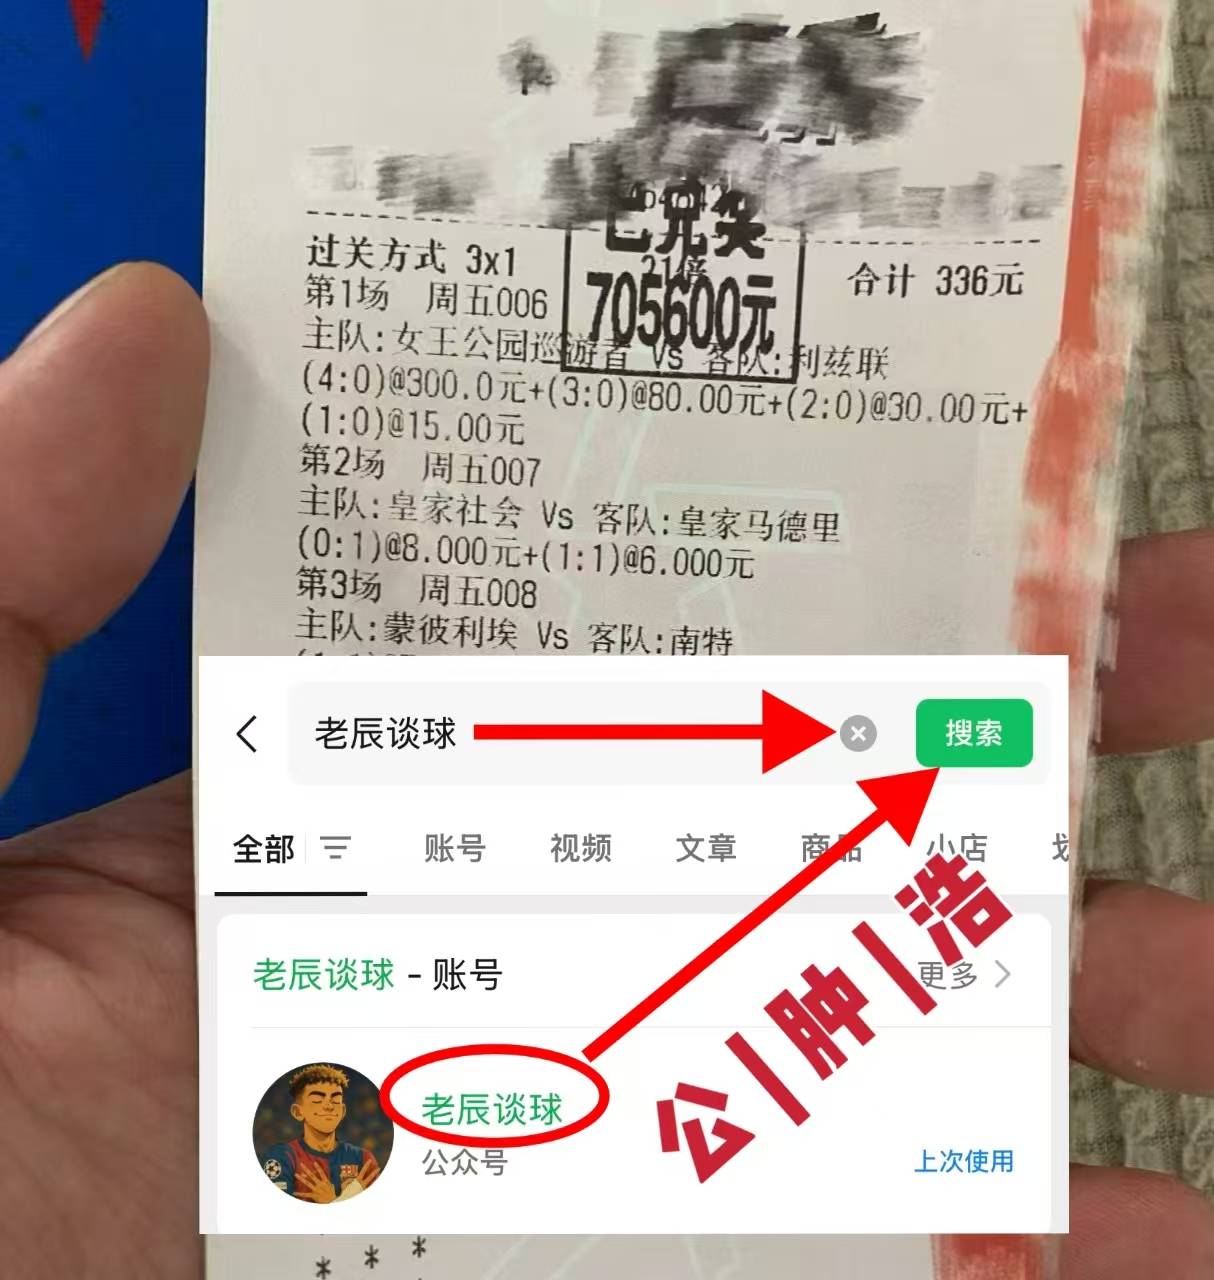 已兑奖
705600元
21倍
过关方式 3x1
合计 336元
第1场 周五006
主队:女王公园巡游者 Vs 客队:利兹联
(4:0)@300.0元+(3:0)@80.00元+(2:0)@30.00元+
(1:0)@15.00元
第2场 周五007
主队:皇家社会 Vs 客队:皇家马德里
(0:1)@8.000元+(1:1)@6.000元
第3场 周五008
主队:蒙彼利埃 Vs 客队:南特
老辰谈球
搜索
全部
账号
视频
文章
商品
小店
老辰谈球 - 账号
更多
老辰谈球
公众号
上次使用
公|肿|浩
* * *